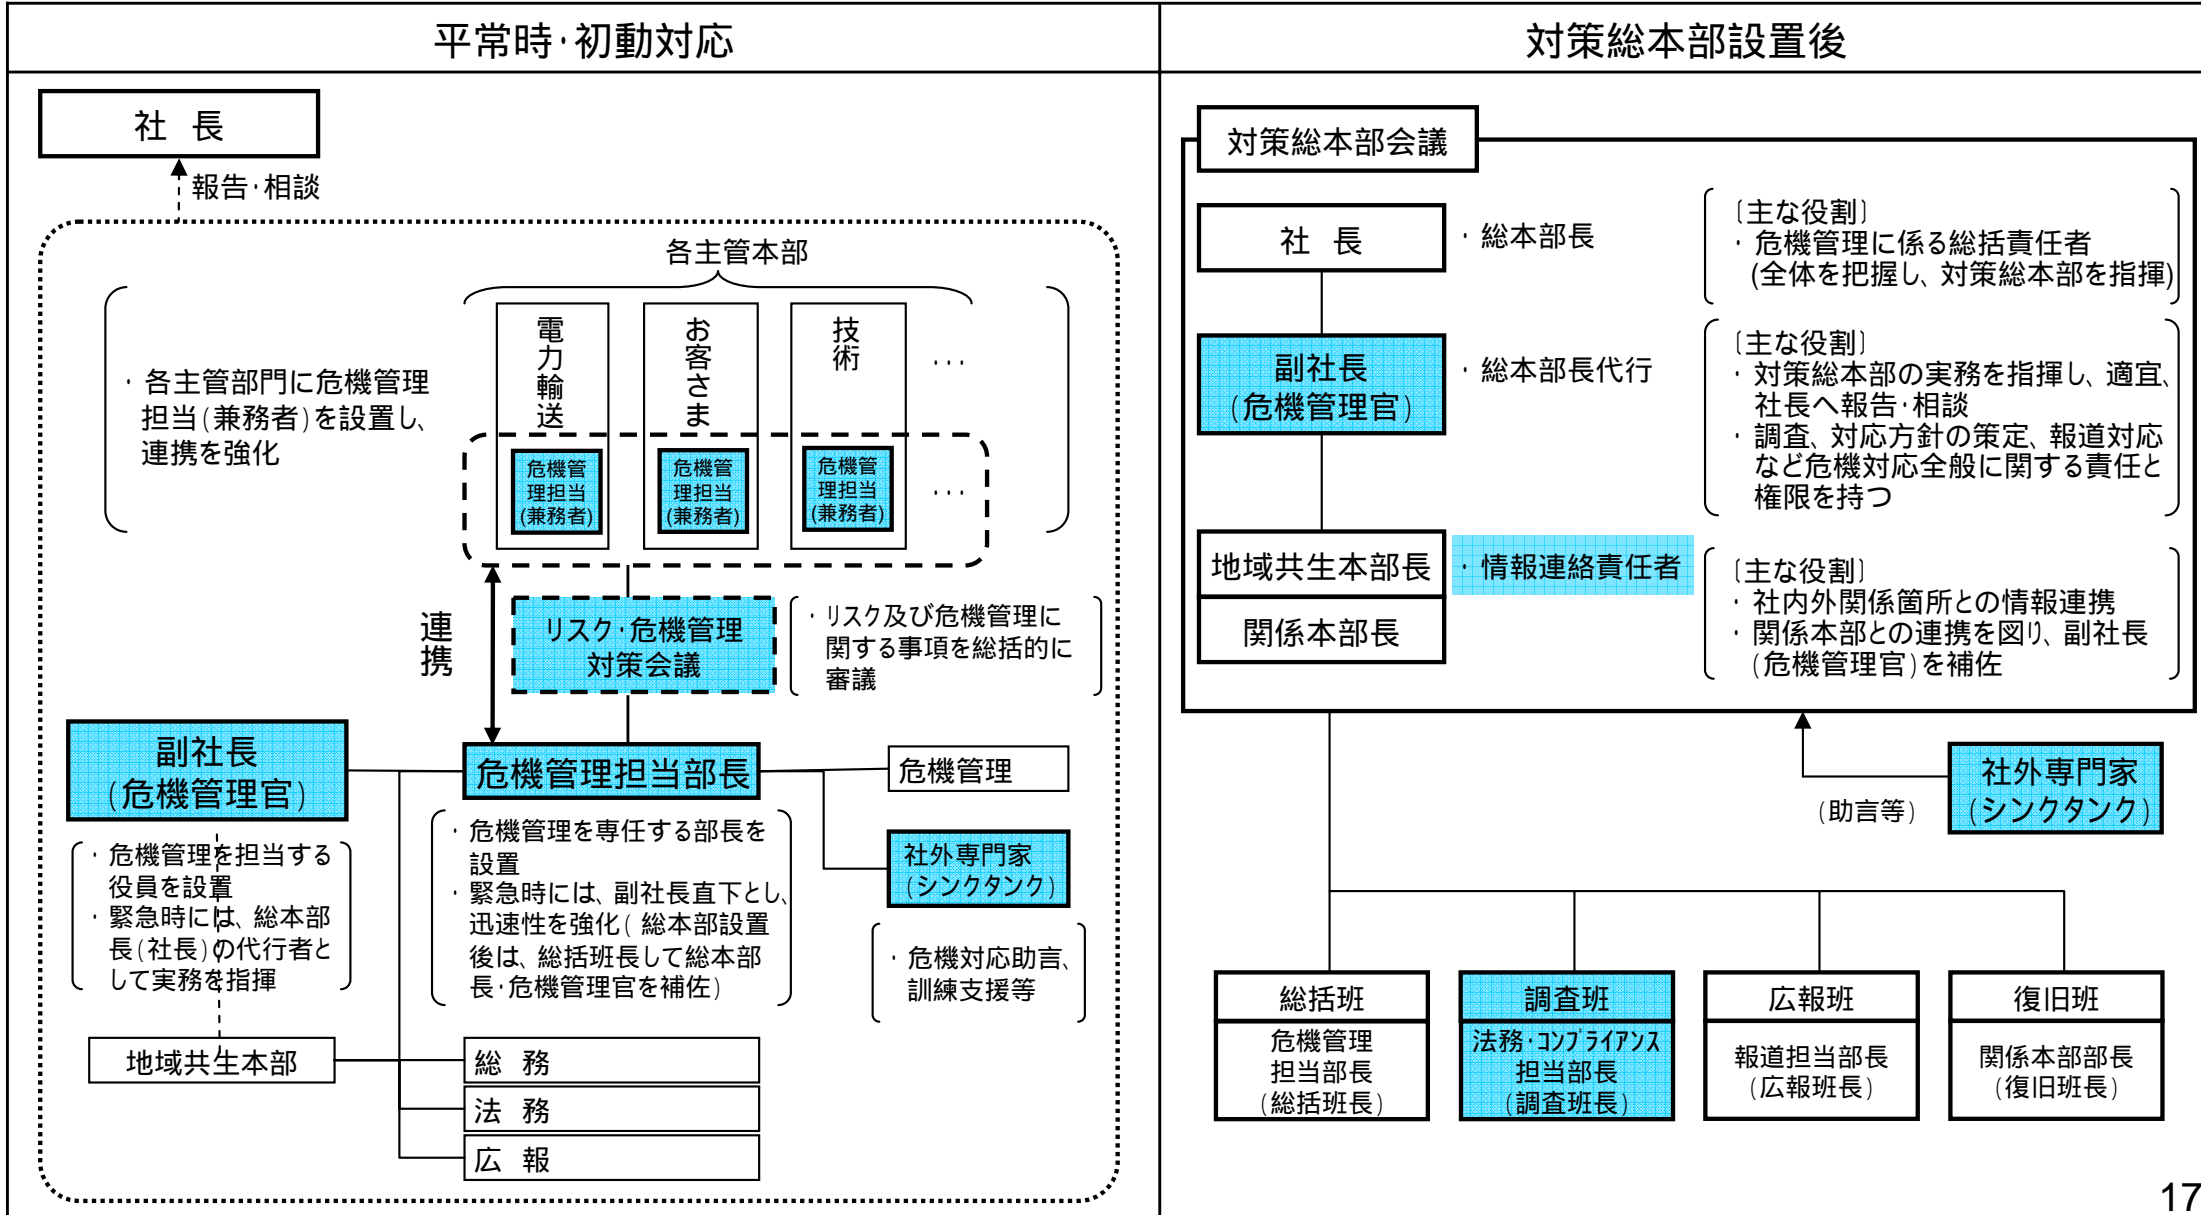 平常時･初動対応
対策総本部設置後
社 長
報告･相談
各主管本部
電力輸送
お客さま
技術
･･･
･ 各主管部門に危機管理
担当(兼務者)を設置し、
連携を強化
危機管
理担当
(兼務者)
危機管
理担当
(兼務者)
危機管
理担当
(兼務者)
･･･
連携
リスク･危機管理
対策会議
･ リスク及び危機管理に
関する事項を総括的に
審議
副社長
(危機管理官)
危機管理担当部長
危機管理
･ 危機管理を担当する
役員を設置
･ 緊急時には、総本部
長(社長)の代行者と
して実務を指揮
･ 危機管理を専任する部長を
設置
･ 緊急時には、副社長直下とし、
迅速性を強化( 総本部設置
後は、総括班長して総本部
長･危機管理官を補佐)
社外専門家
(シンクタンク)
･ 危機対応助言、
訓練支援等
地域共生本部
総 務
法 務
広 報
対策総本部会議
社 長
･ 総本部長
〔主な役割〕
･ 危機管理に係る総括責任者
(全体を把握し、対策総本部を指揮)
副社長
(危機管理官)
･ 総本部長代行
〔主な役割〕
･ 対策総本部の実務を指揮し、適宜、
社長へ報告･相談
･ 調査、対応方針の策定、報道対応
など危機対応全般に関する責任と
権限を持つ
地域共生本部長
･ 情報連絡責任者
関係本部長
〔主な役割〕
･ 社内外関係箇所との情報連携
･ 関係本部との連携を図り、副社長
(危機管理官)を補佐
社外専門家
(シンクタンク)
(助言等)
総括班
危機管理
担当部長
(総括班長)
調査班
法務･コンプライアンス
担当部長
(調査班長)
広報班
報道担当部長
(広報班長)
復旧班
関係本部部長
(復旧班長)
17